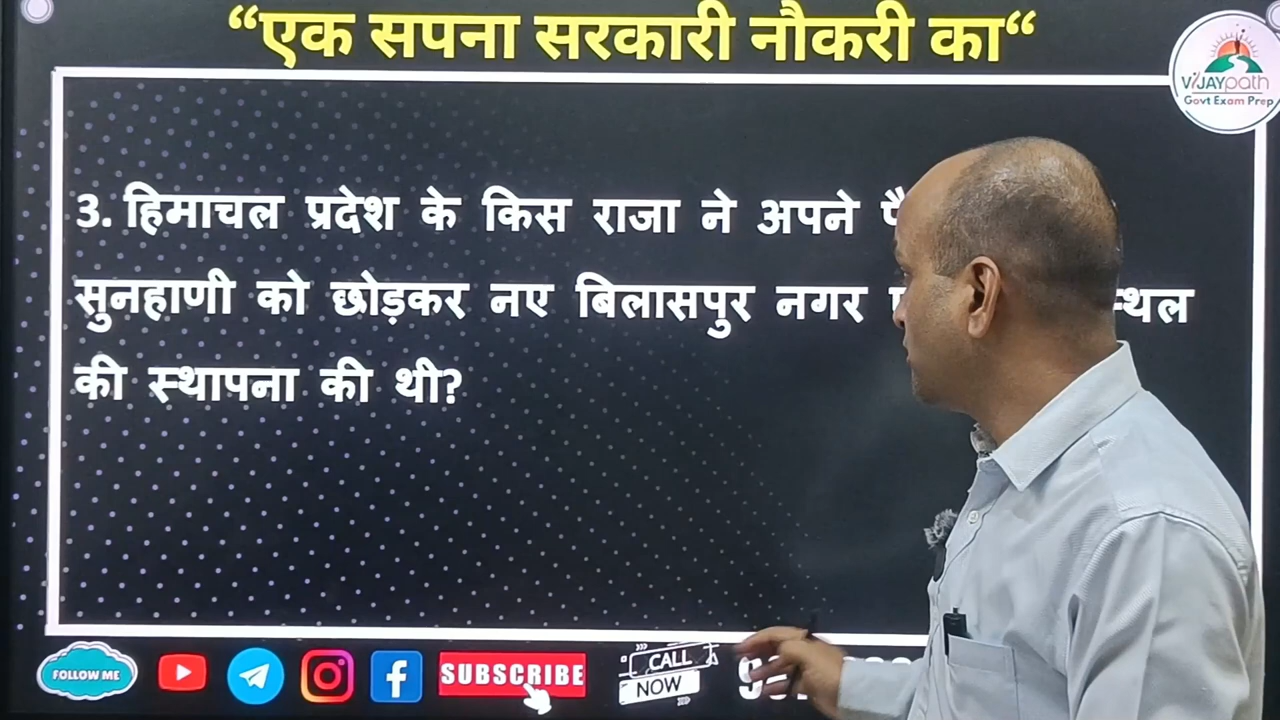 “एक सपना सरकारी नौकरी का“
VIJAYpath
Govt Exam Prep
3. हिमाचल प्रदेश के किस राजा ने अपने
सुनहाणी को छोड़कर नए बिलासपुर नगर
की स्थापना की थी?
FOLLOW ME
SUBSCRIBE
CALL
NOW